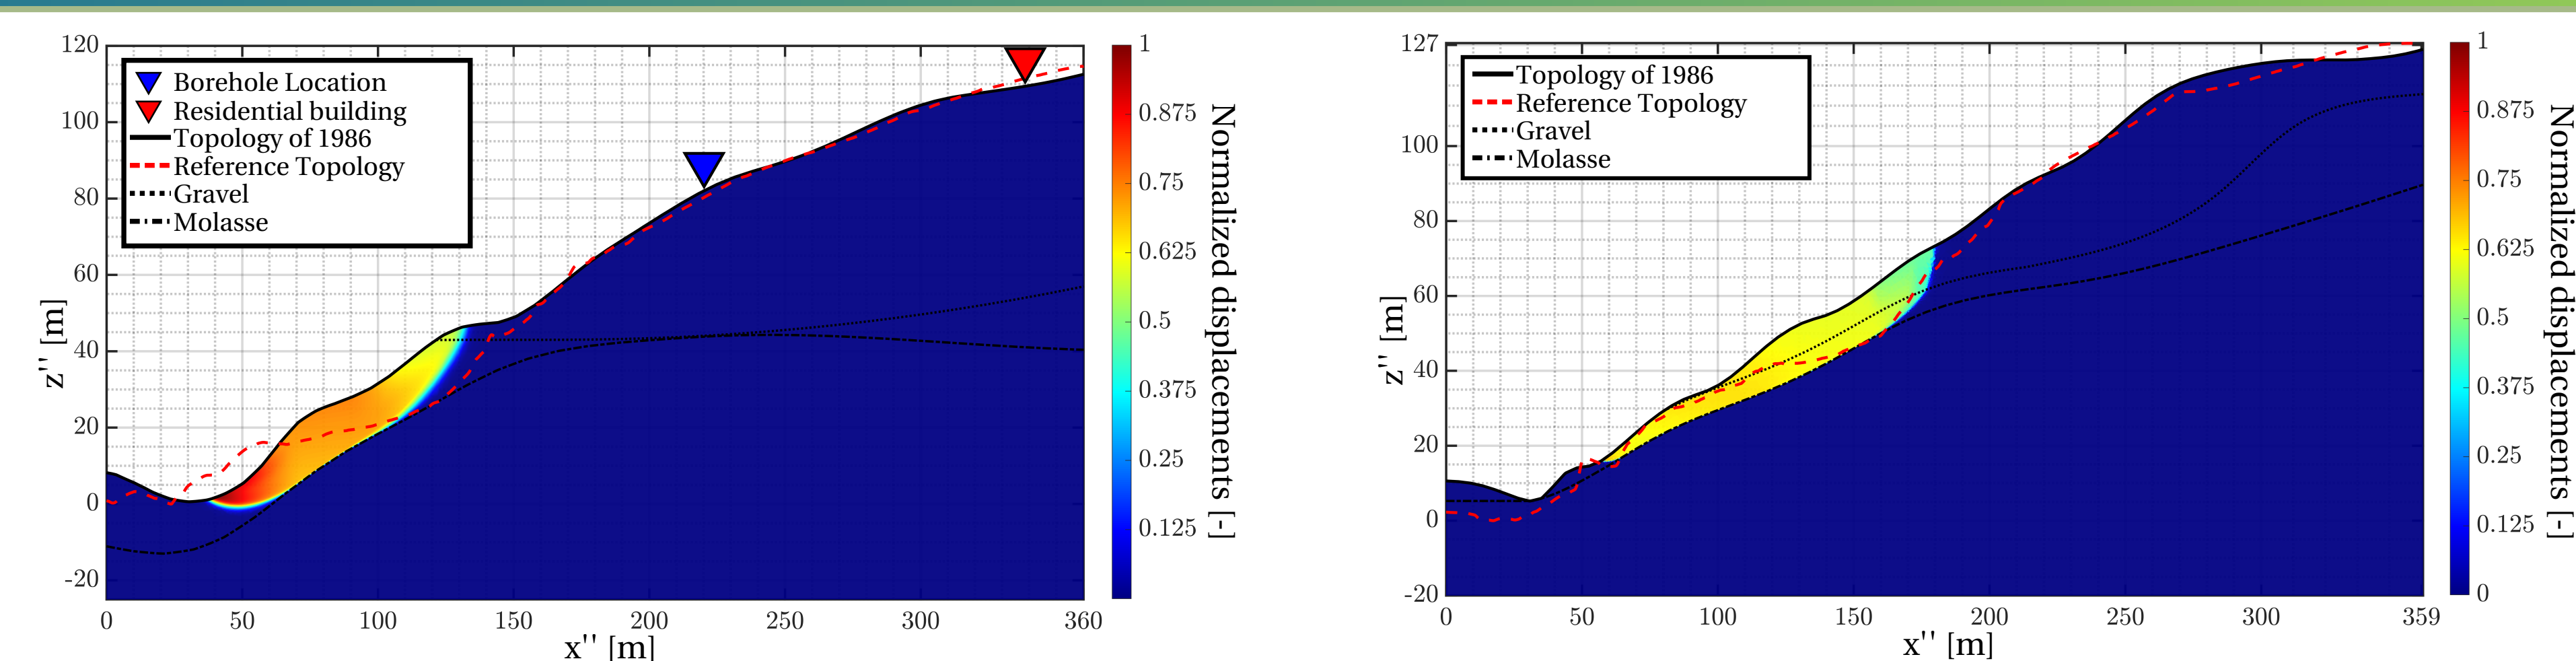 120
100
80
60
40
20
0
-20
z'' [m]
Borehole Location
Residential building
Topology of 1986
Reference Topology
Gravel
Molasse
0 50 100 150 200 250 300 360
x'' [m]
1
0.875
0.75
0.625
0.5
0.375
0.25
0.125
Normalized displacements [-]
127
100
80
60
40
20
0
-20
z'' [m]
Topology of 1986
Reference Topology
Gravel
Molasse
0 50 100 150 200 250 300 359
x'' [m]
1
0.875
0.75
0.625
0.5
0.375
0.25
0.125
0
Normalized displacements [-]